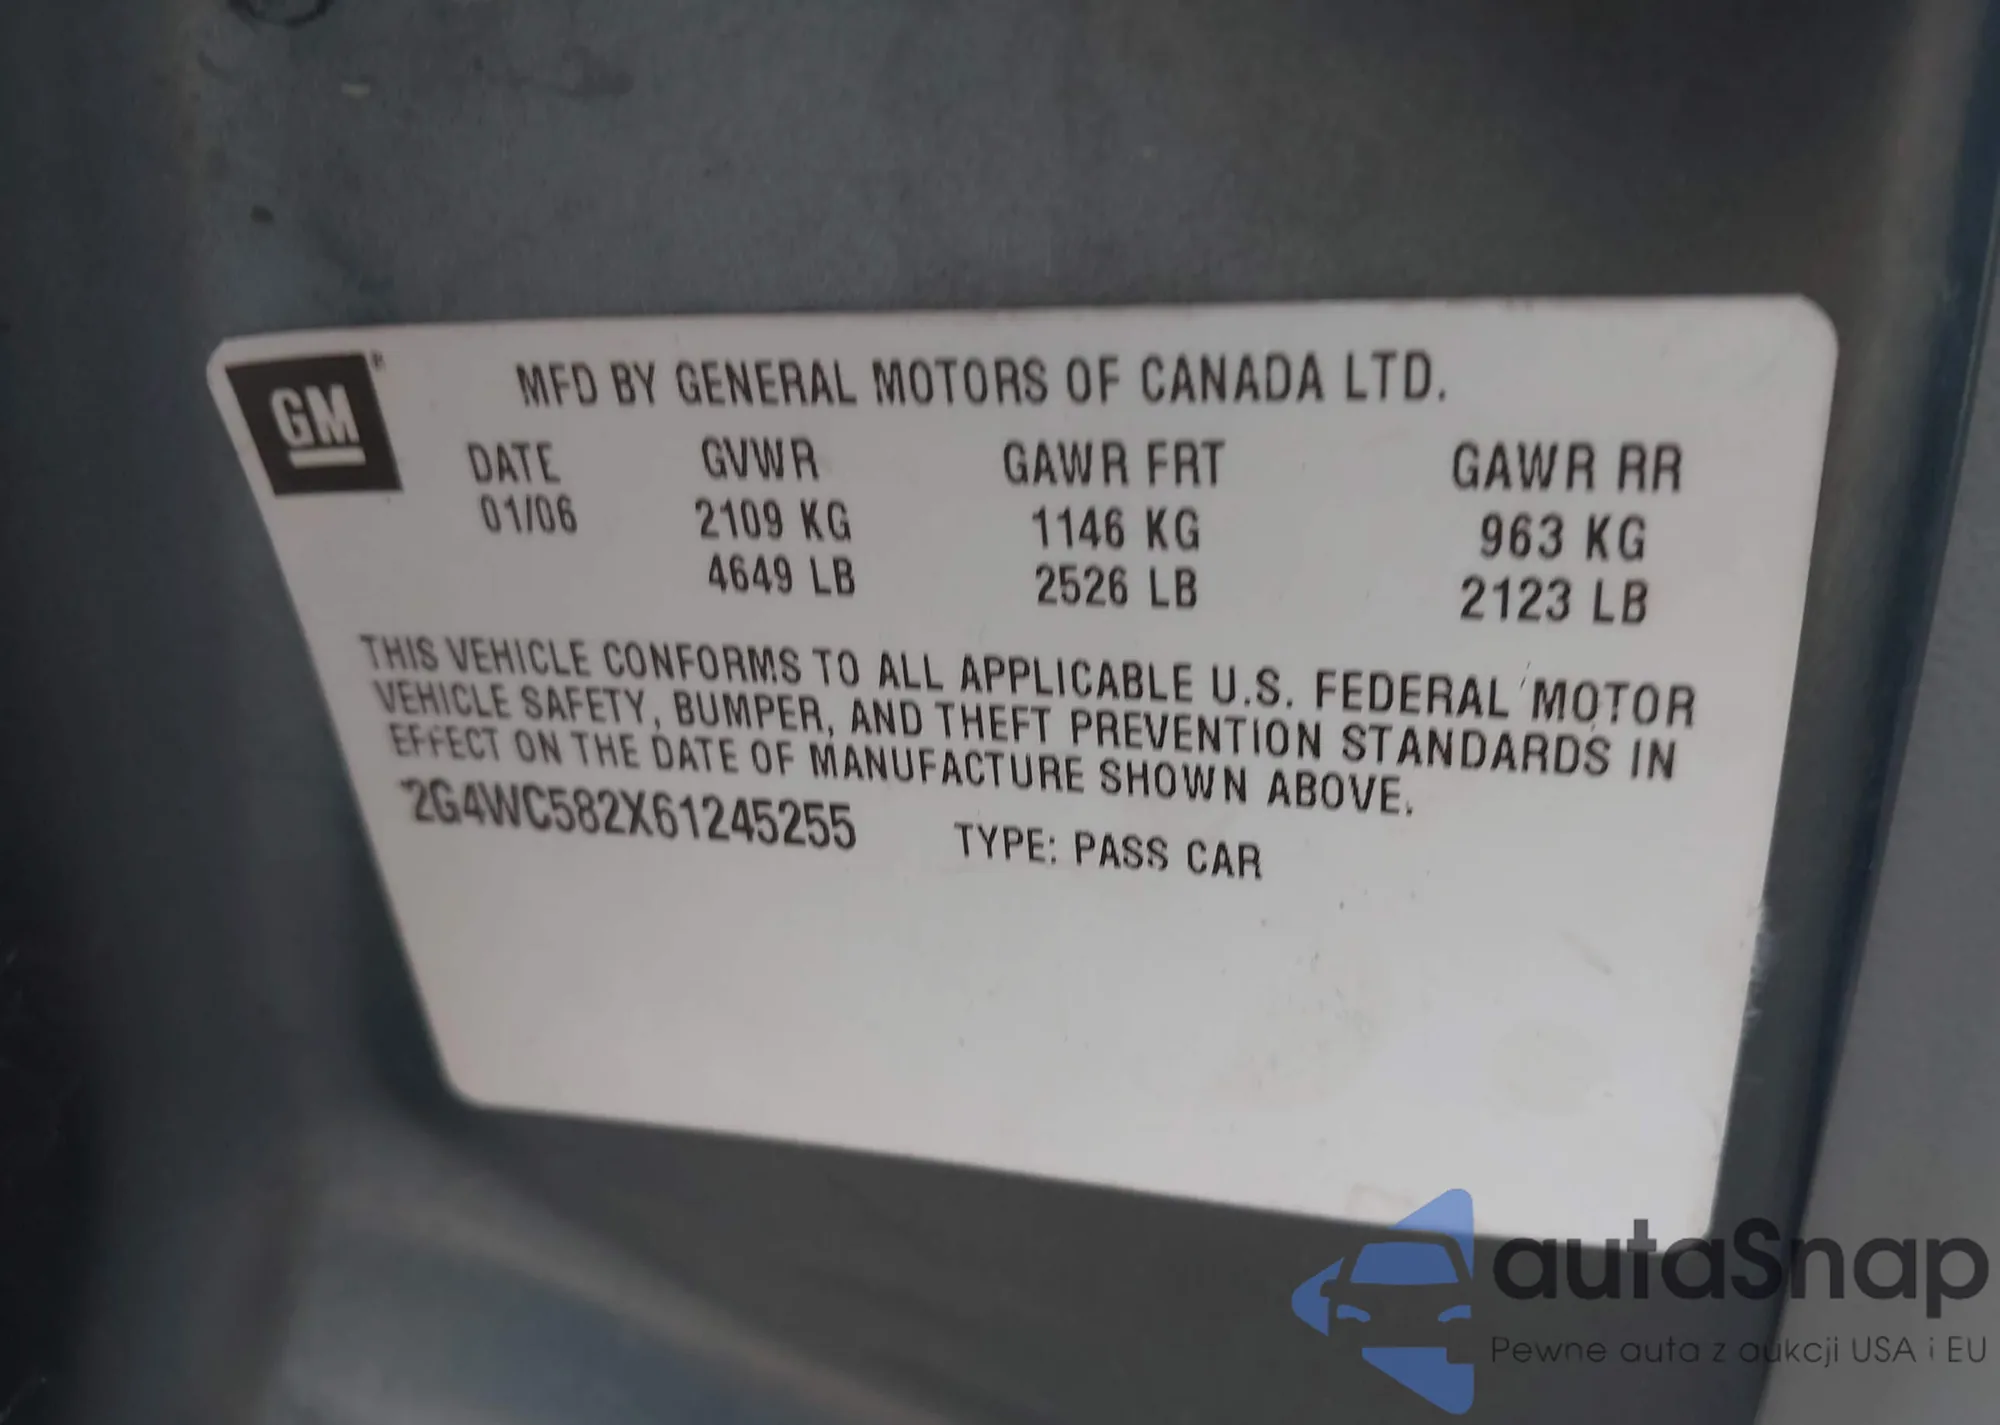 GM
MFD BY GENERAL MOTORS OF CANADA LTD.
DATE GVWR GAWR FRT GAWR RR
01/06 2109 KG 1146 KG 963 KG
4649 LB 2526 LB 2123 LB
THIS VEHICLE CONFORMS TO ALL APPLICABLE U.S. FEDERAL MOTOR
VEHICLE SAFETY, BUMPER, AND THEFT PREVENTION STANDARDS IN
EFFECT ON THE DATE OF MANUFACTURE SHOWN ABOVE.
2G4WC582X61245255 TYPE: PASS CAR
autaSnap
Pewne auta z aukcji USA i EU